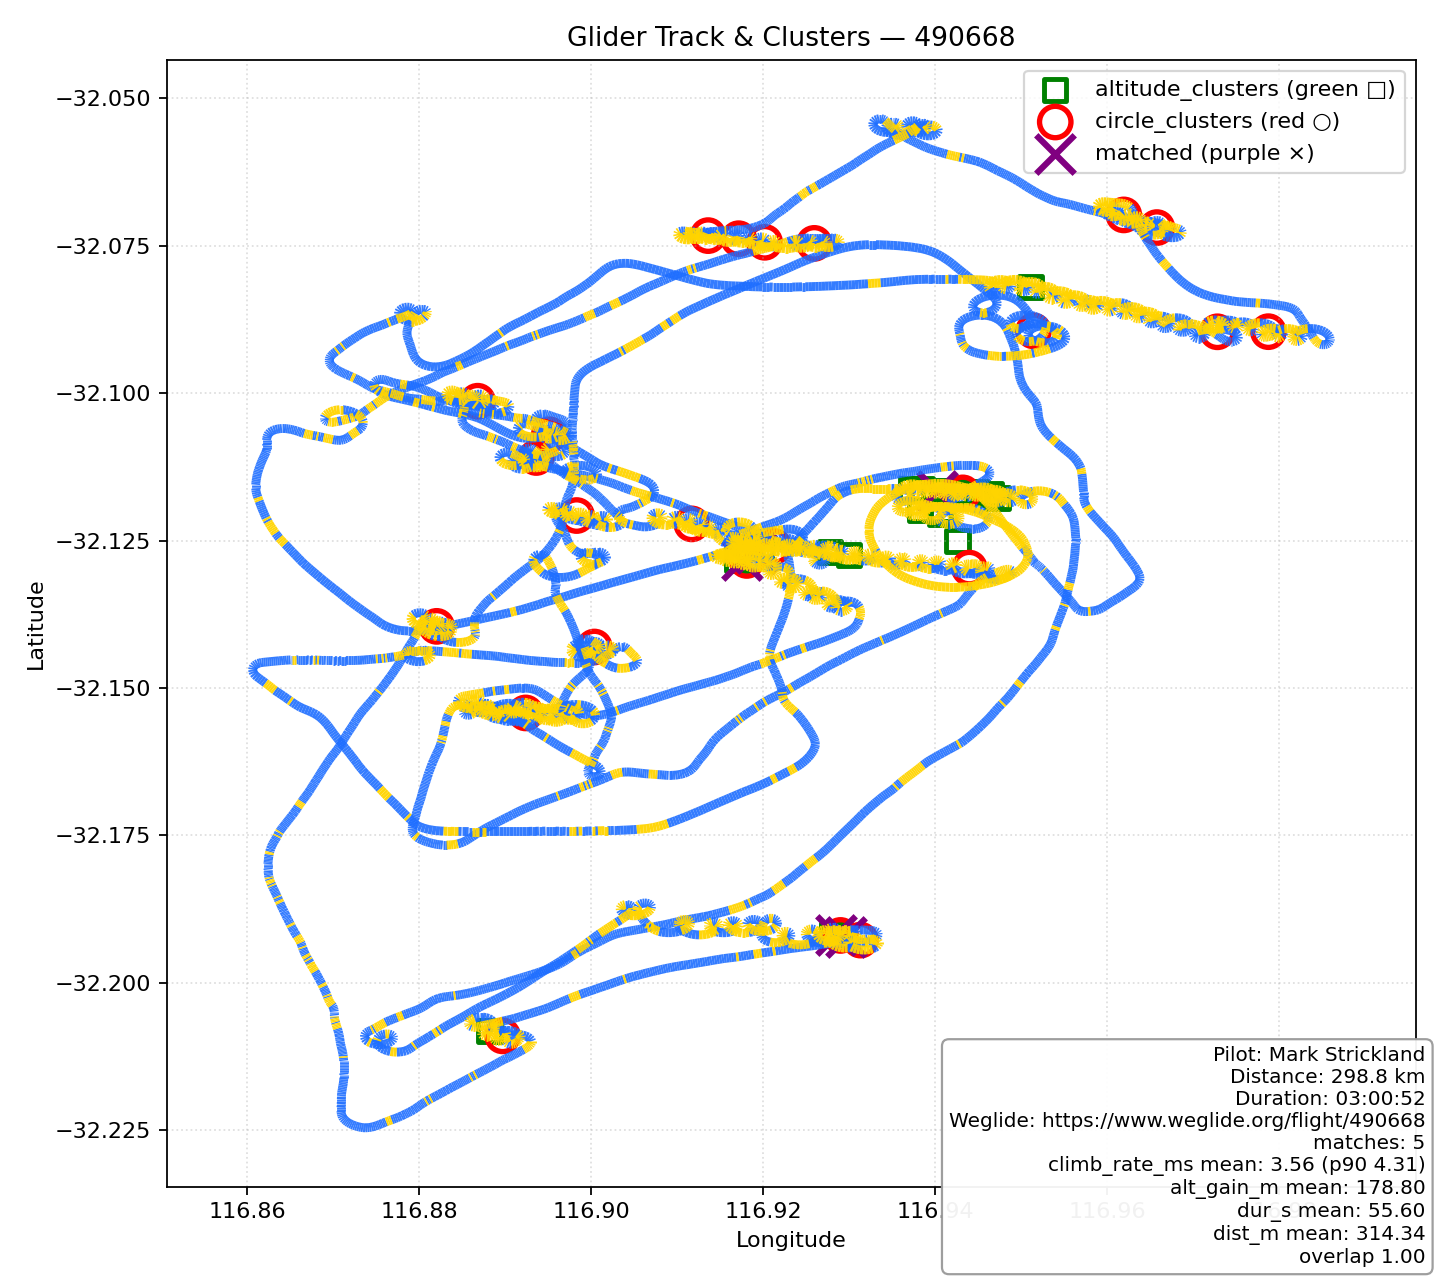 Glider Track & Clusters — 490668
altitude_clusters (green □)
circle_clusters (red ○)
matched (purple ×)
−32.050
−32.075
−32.100
−32.125
−32.150
−32.175
−32.200
−32.225
Latitude
116.86
116.88
116.90
116.92
116.94
116.96
Longitude
Pilot: Mark Strickland
Distance: 298.8 km
Duration: 03:00:52
Weglide: https://www.weglide.org/flight/490668
matches: 5
climb_rate_ms mean: 3.56 (p90 4.31)
alt_gain_m mean: 178.80
dur_s mean: 55.60
dist_m mean: 314.34
overlap 1.00